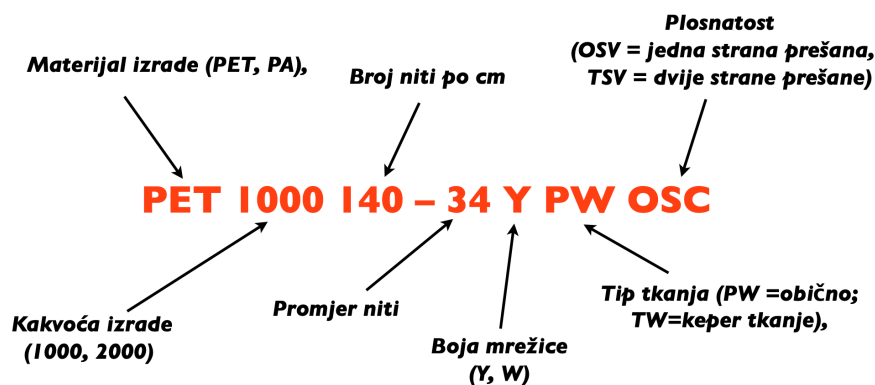 Plosnatost
(OSV = jedna strana prešana,
TSV = dvije strane prešane)
Materijal izrade (PET, PA),
Broj niti po cm
PET 1000 140 – 34 Y PW OSC
Promjer niti
Tip tkanja (PW =obično;
TW=keper tkanje),
Kakvoća izrade
(1000, 2000)
Boja mrežice
(Y, W)